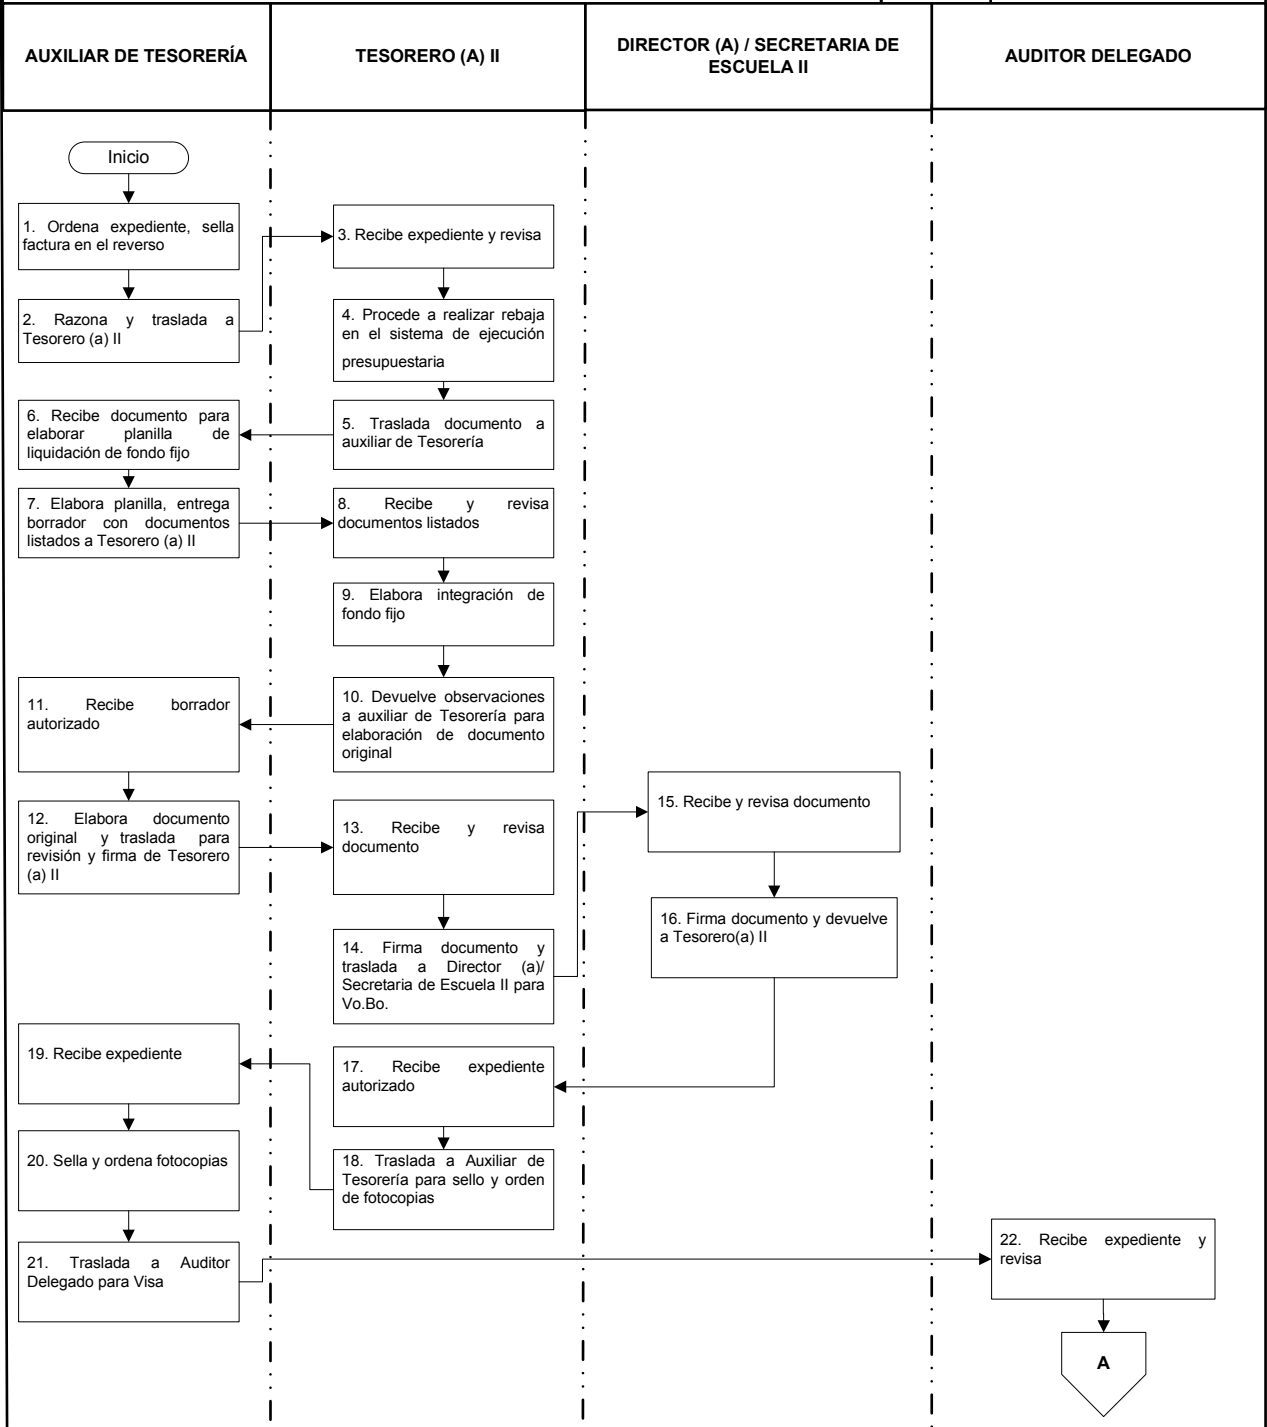 AUXILIAR DE TESORERÍA
TESORERO (A) II
DIRECTOR (A) / SECRETARIA DE
ESCUELA II
AUDITOR DELEGADO
Inicio
1. Ordena expediente, sella
factura en el reverso
2. Razona y traslada a
Tesorero (a) II
3. Recibe expediente y revisa
4. Procede a realizar rebaja
en el sistema de ejecución
presupuestaria
5. Traslada documento a
auxiliar de Tesorería
6. Recibe documento para
elaborar planilla de
liquidación de fondo fijo
7. Elabora planilla, entrega
borrador con documentos
listados a Tesorero (a) II
8. Recibe y revisa
documentos listados
9. Elabora integración de
fondo fijo
10. Devuelve observaciones
a auxiliar de Tesorería para
elaboración de documento
original
11. Recibe borrador
autorizado
12. Elabora documento
original y traslada para
revisión y firma de Tesorero
(a) II
13. Recibe y revisa
documento
14. Firma documento y
traslada a Director (a)/
Secretaria de Escuela II para
Vo.Bo.
15. Recibe y revisa documento
16. Firma documento y devuelve
a Tesorero(a) II
17. Recibe expediente
autorizado
18. Traslada a Auxiliar de
Tesorería para sello y orden
de fotocopias
19. Recibe expediente
20. Sella y ordena fotocopias
21. Traslada a Auditor
Delegado para Visa
22. Recibe expediente y
revisa
A